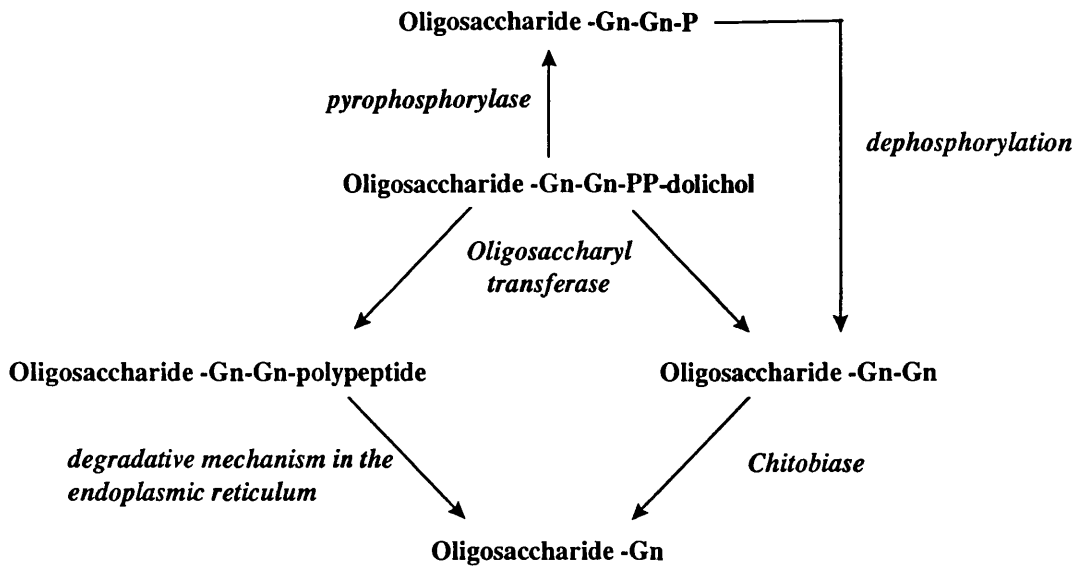 Oligosaccharide -Gn-Gn-P
pyrophosphorylase
dephosphorylation
Oligosaccharide -Gn-Gn-PP-dolichol
Oligosaccharyl
transferase
Oligosaccharide -Gn-Gn-polypeptide
Oligosaccharide -Gn-Gn
degradative mechanism in the
endoplasmic reticulum
Chitobiase
Oligosaccharide -Gn